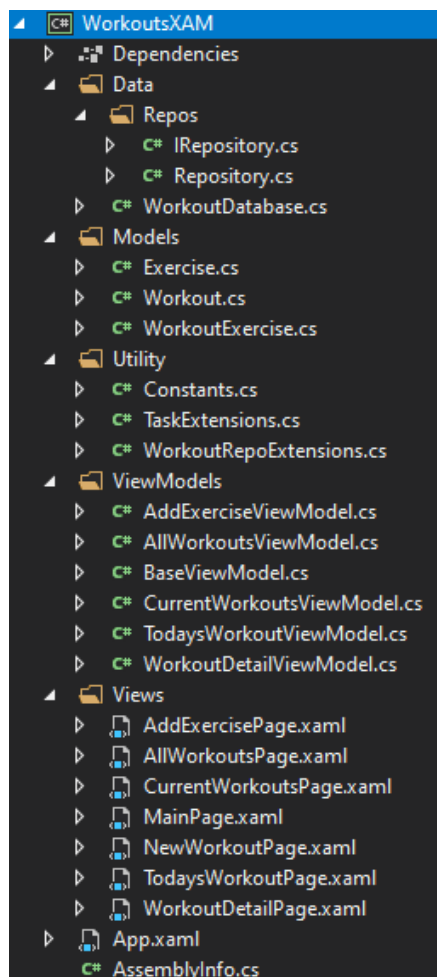 C# WorkoutsXAM
Dependencies
Data
Repos
C# IRepository.cs
C# Repository.cs
C# WorkoutDatabase.cs
Models
C# Exercise.cs
C# Workout.cs
C# WorkoutExercise.cs
Utility
C# Constants.cs
C# TaskExtensions.cs
C# WorkoutRepoExtensions.cs
ViewModels
C# AddExerciseViewModel.cs
C# AllWorkoutsViewModel.cs
C# BaseViewModel.cs
C# CurrentWorkoutsViewModel.cs
C# TodaysWorkoutViewModel.cs
C# WorkoutDetailViewModel.cs
Views
AddExercisePage.xaml
AllWorkoutsPage.xaml
CurrentWorkoutsPage.xaml
MainPage.xaml
NewWorkoutPage.xaml
TodaysWorkoutPage.xaml
WorkoutDetailPage.xaml
App.xaml
C# AssemblyInfo.cs